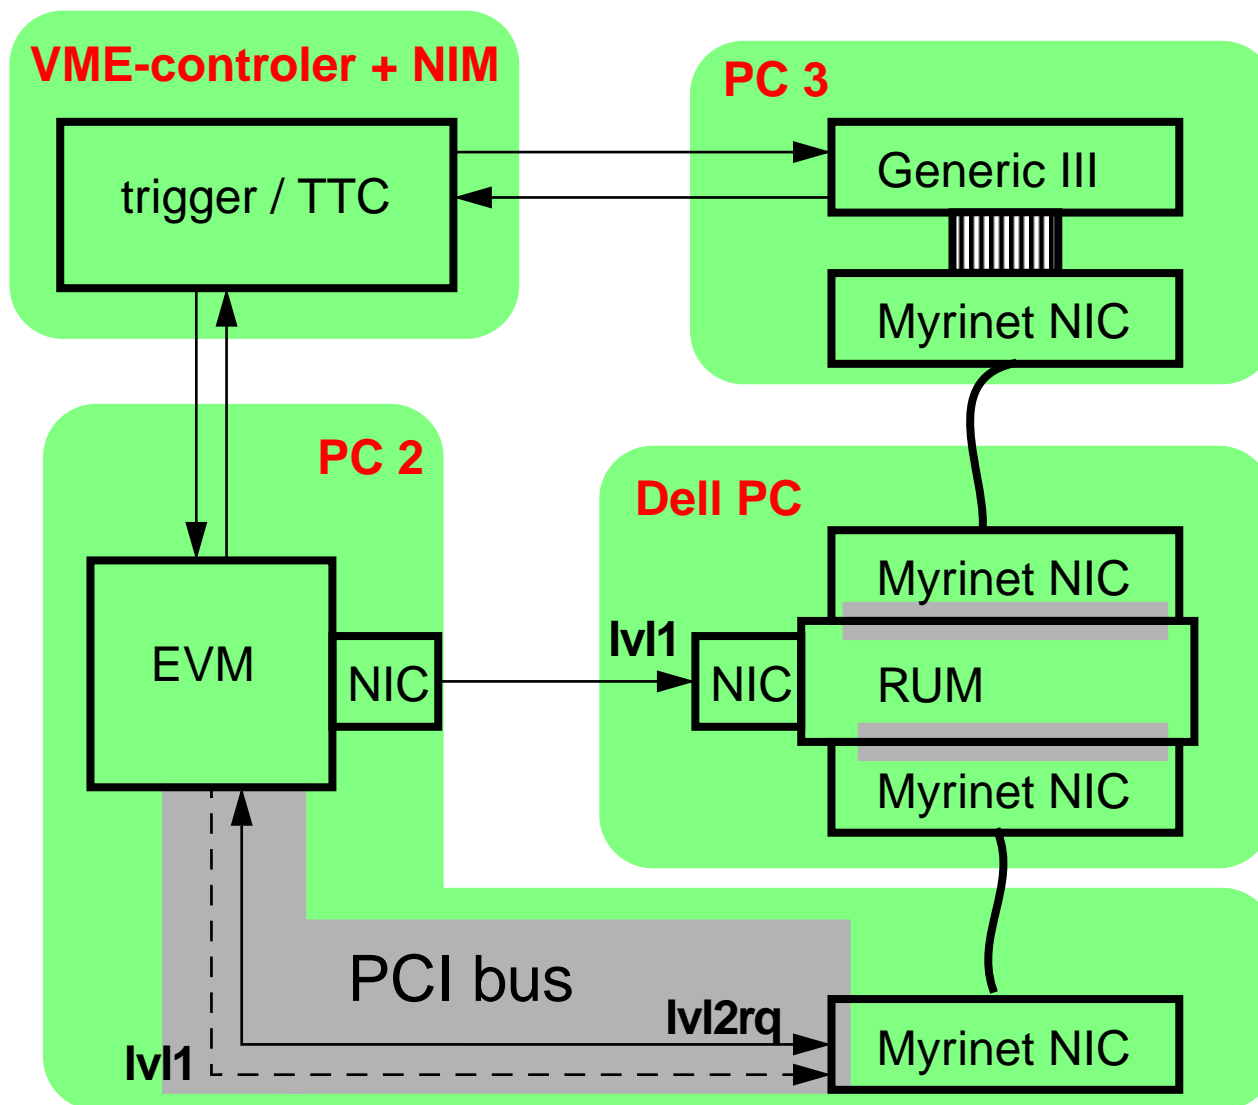 VME-controler + NIM
PC 3
trigger / TTC
Generic III
Myrinet NIC
PC 2
Dell PC
Myrinet NIC
lvl1
EVM
NIC
NIC
RUM
Myrinet NIC
PCI bus
lvl2rq
lvl1
Myrinet NIC